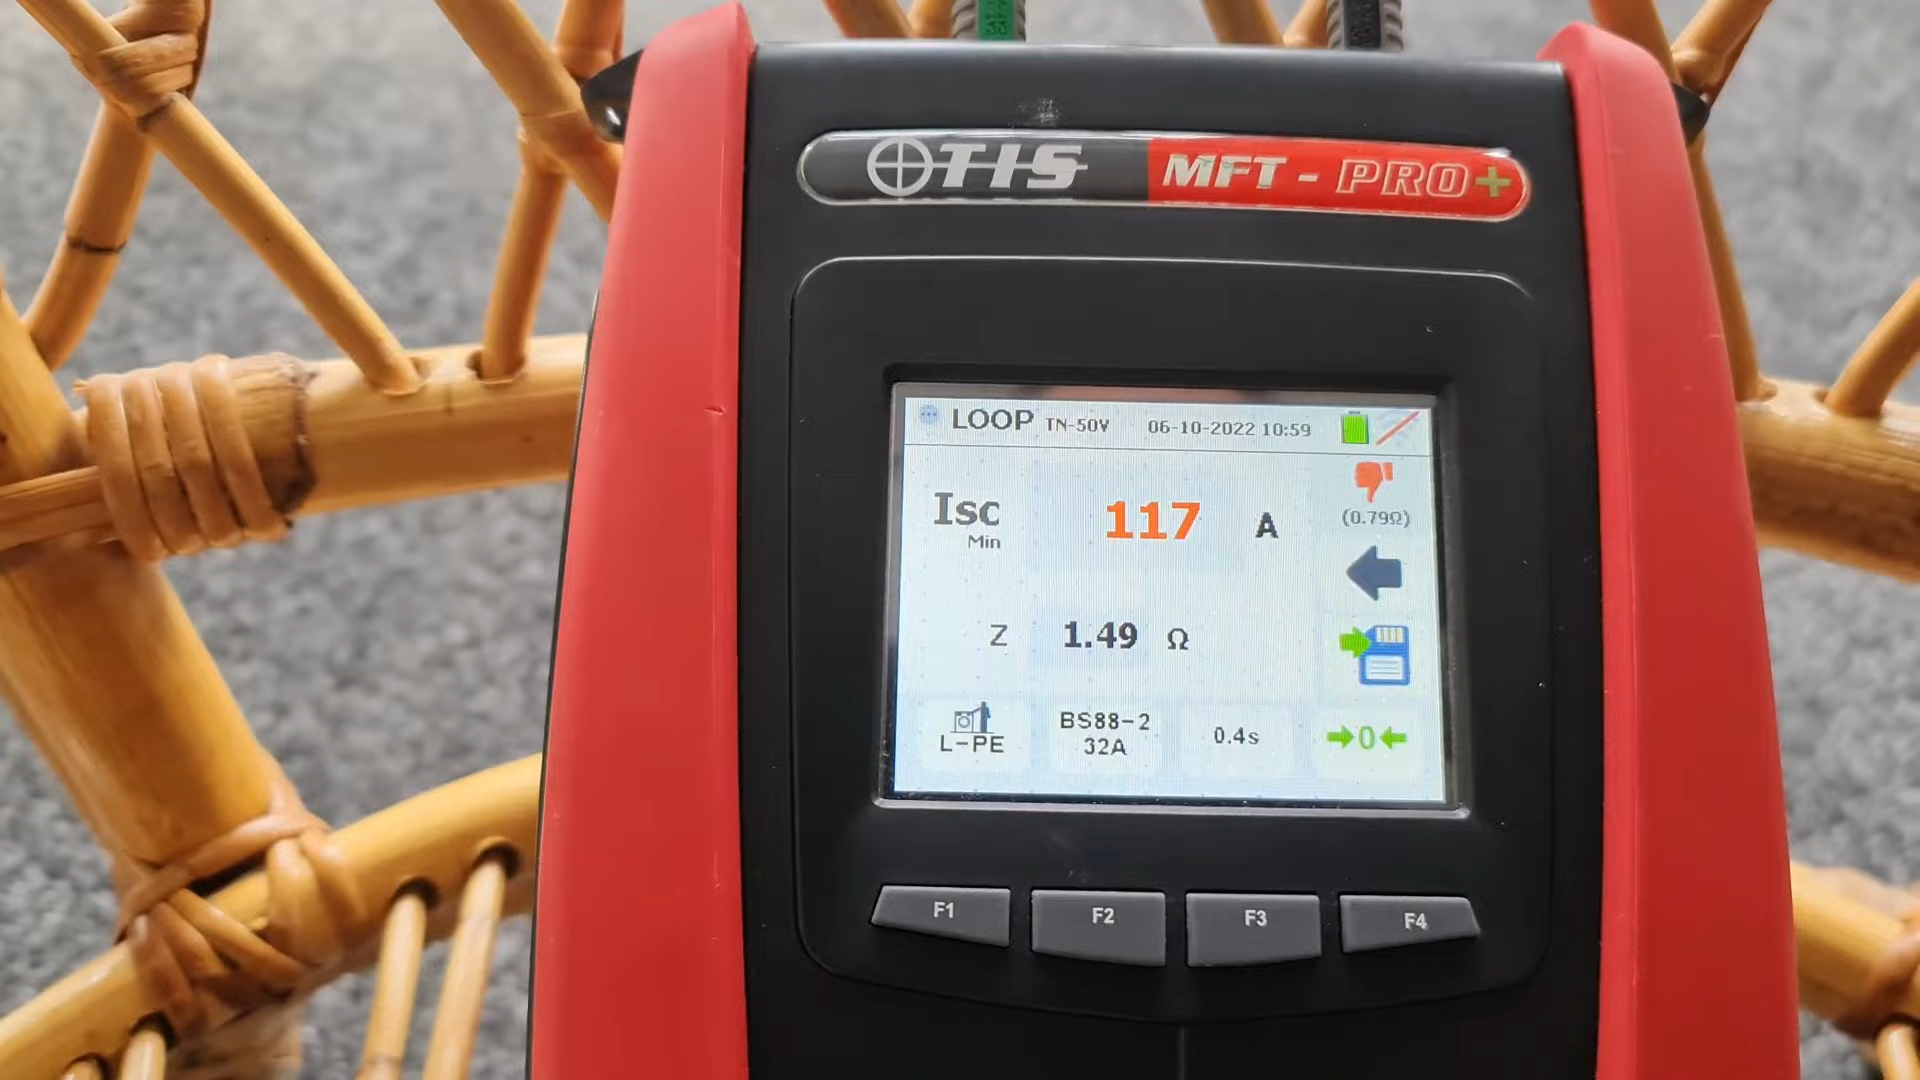 OTIS MFT - PRO+
LOOP TN-50V 06-10-2022 10:59
Isc 117 A
Min
(0.79Ω)
Z 1.49 Ω
L-PE
BS88-2
32A
0.4s
→0←
F1 F2 F3 F4